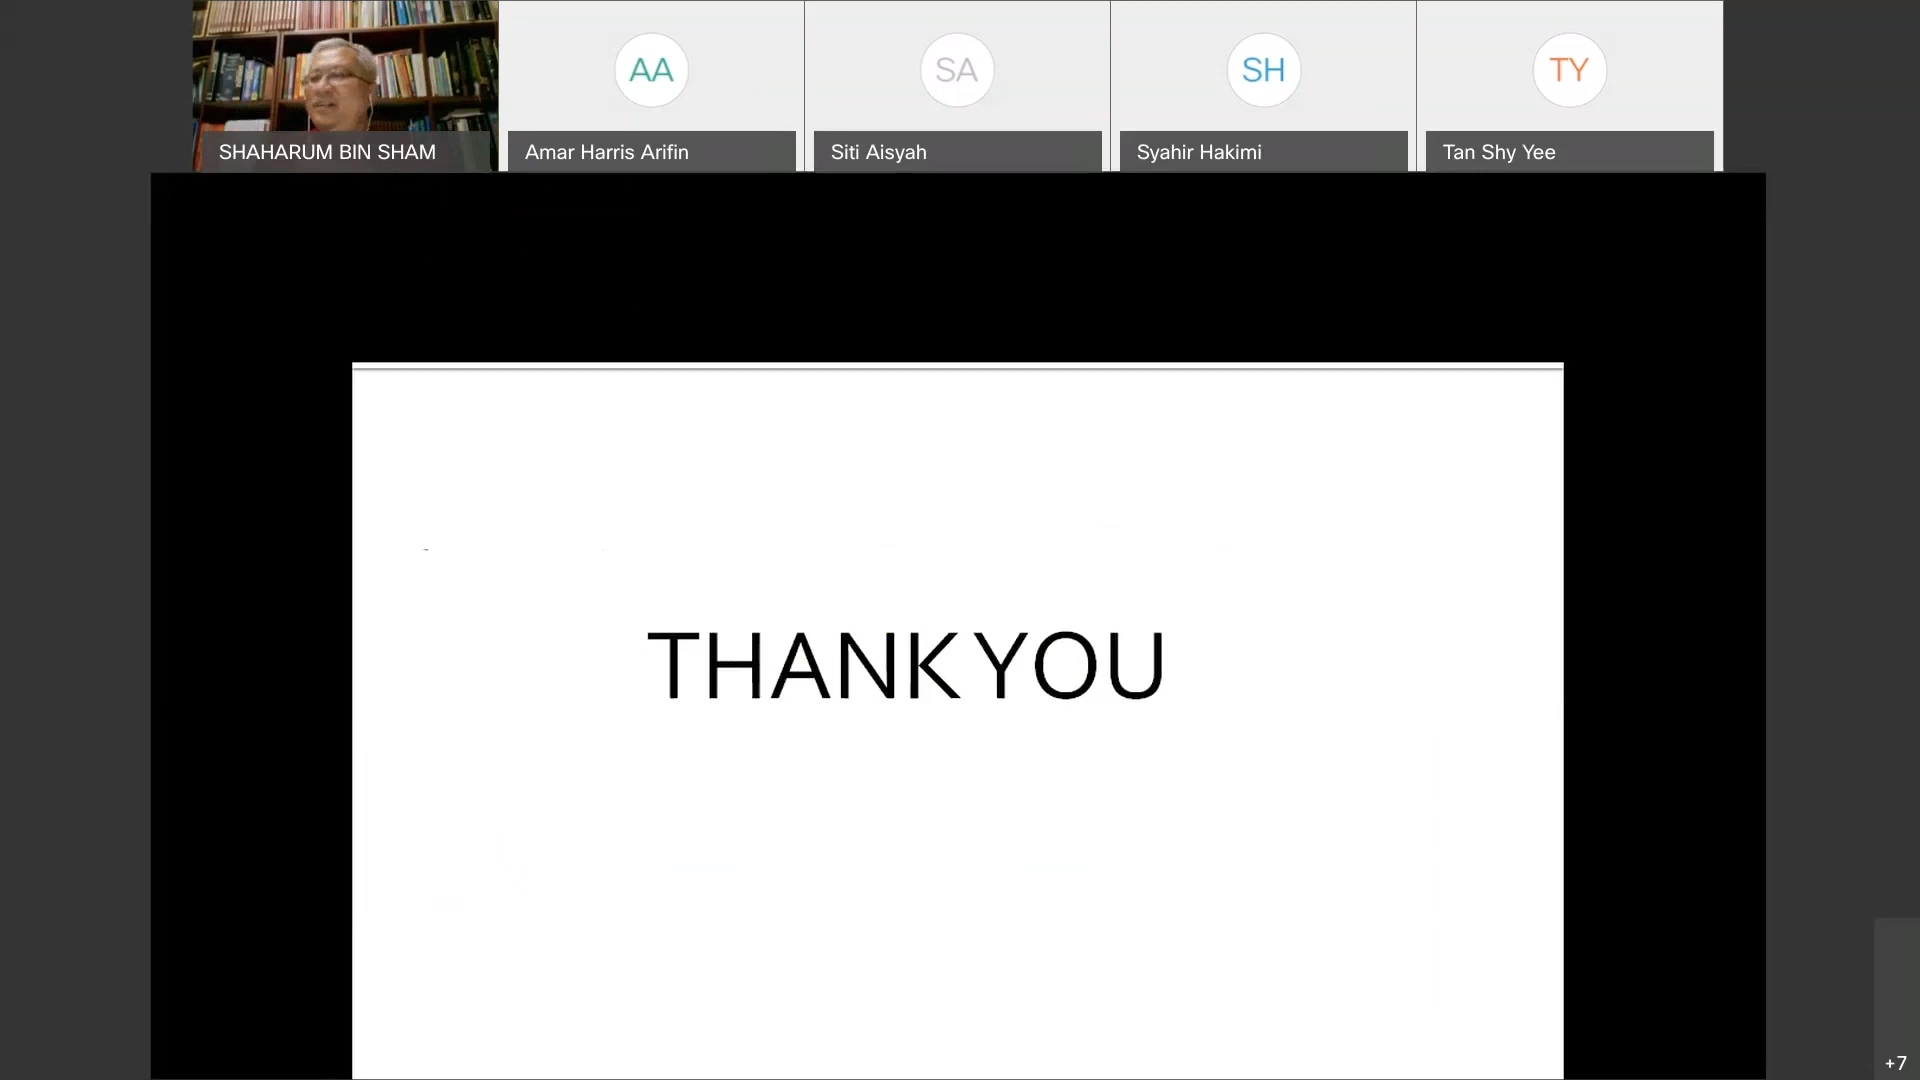 AA
SA
SH
TY
SHAHARUM BIN SHAM
Amar Harris Arifin
Siti Aisyah
Syahir Hakimi
Tan Shy Yee
THANK YOU
+7